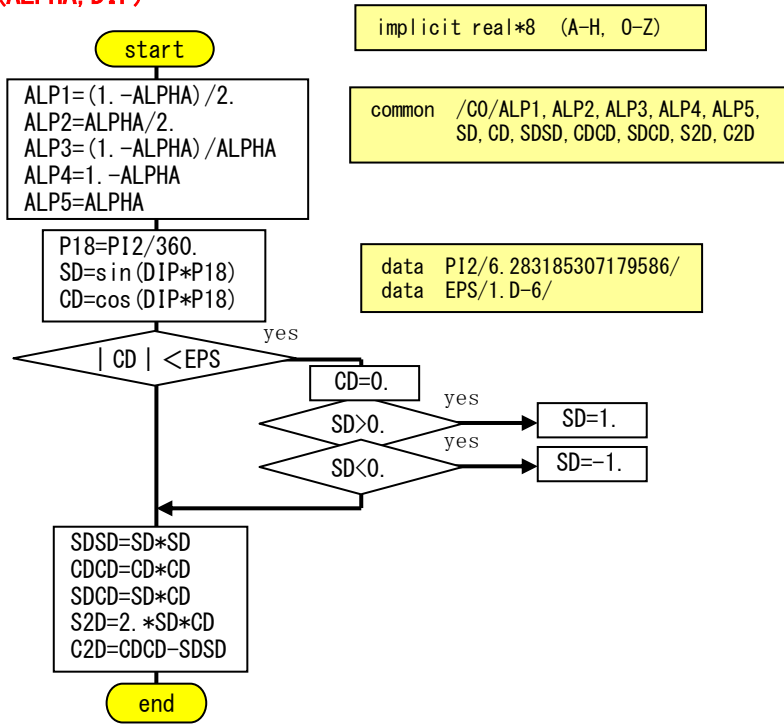 (ALPHA, DIP)
implicit real*8 (A-H, O-Z)
start
ALP1=(1.-ALPHA)/2.
ALP2=ALPHA/2.
ALP3=(1.-ALPHA)/ALPHA
ALP4=1.-ALPHA
ALP5=ALPHA
common /C0/ALP1, ALP2, ALP3, ALP4, ALP5,
SD, CD, SDSD, CDCD, SDCD, S2D, C2D
P18=PI2/360.
SD=sin(DIP*P18)
CD=cos(DIP*P18)
data PI2/6.283185307179586/
data EPS/1.D-6/
yes
|CD|<EPS
CD=0.
yes
SD>0.
SD=1.
yes
SD<0.
SD=-1.
SDSD=SD*SD
CDCD=CD*CD
SDCD=SD*CD
S2D=2.*SD*CD
C2D=CDCD-SDSD
end